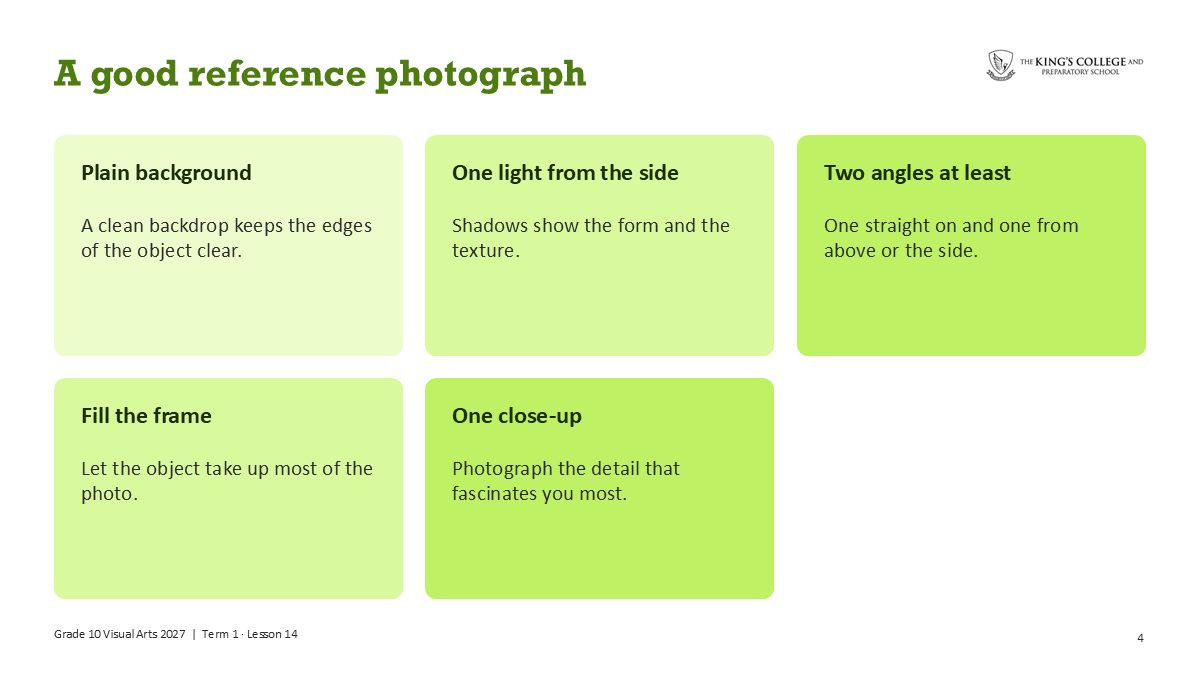 A good reference photograph
THE KING'S COLLEGE AND
PREPARATORY SCHOOL
Plain background
A clean backdrop keeps the edges
of the object clear.
One light from the side
Shadows show the form and the
texture.
Two angles at least
One straight on and one from
above or the side.
Fill the frame
Let the object take up most of the
photo.
One close-up
Photograph the detail that
fascinates you most.
Grade 10 Visual Arts 2027 | Term 1 · Lesson 14
4